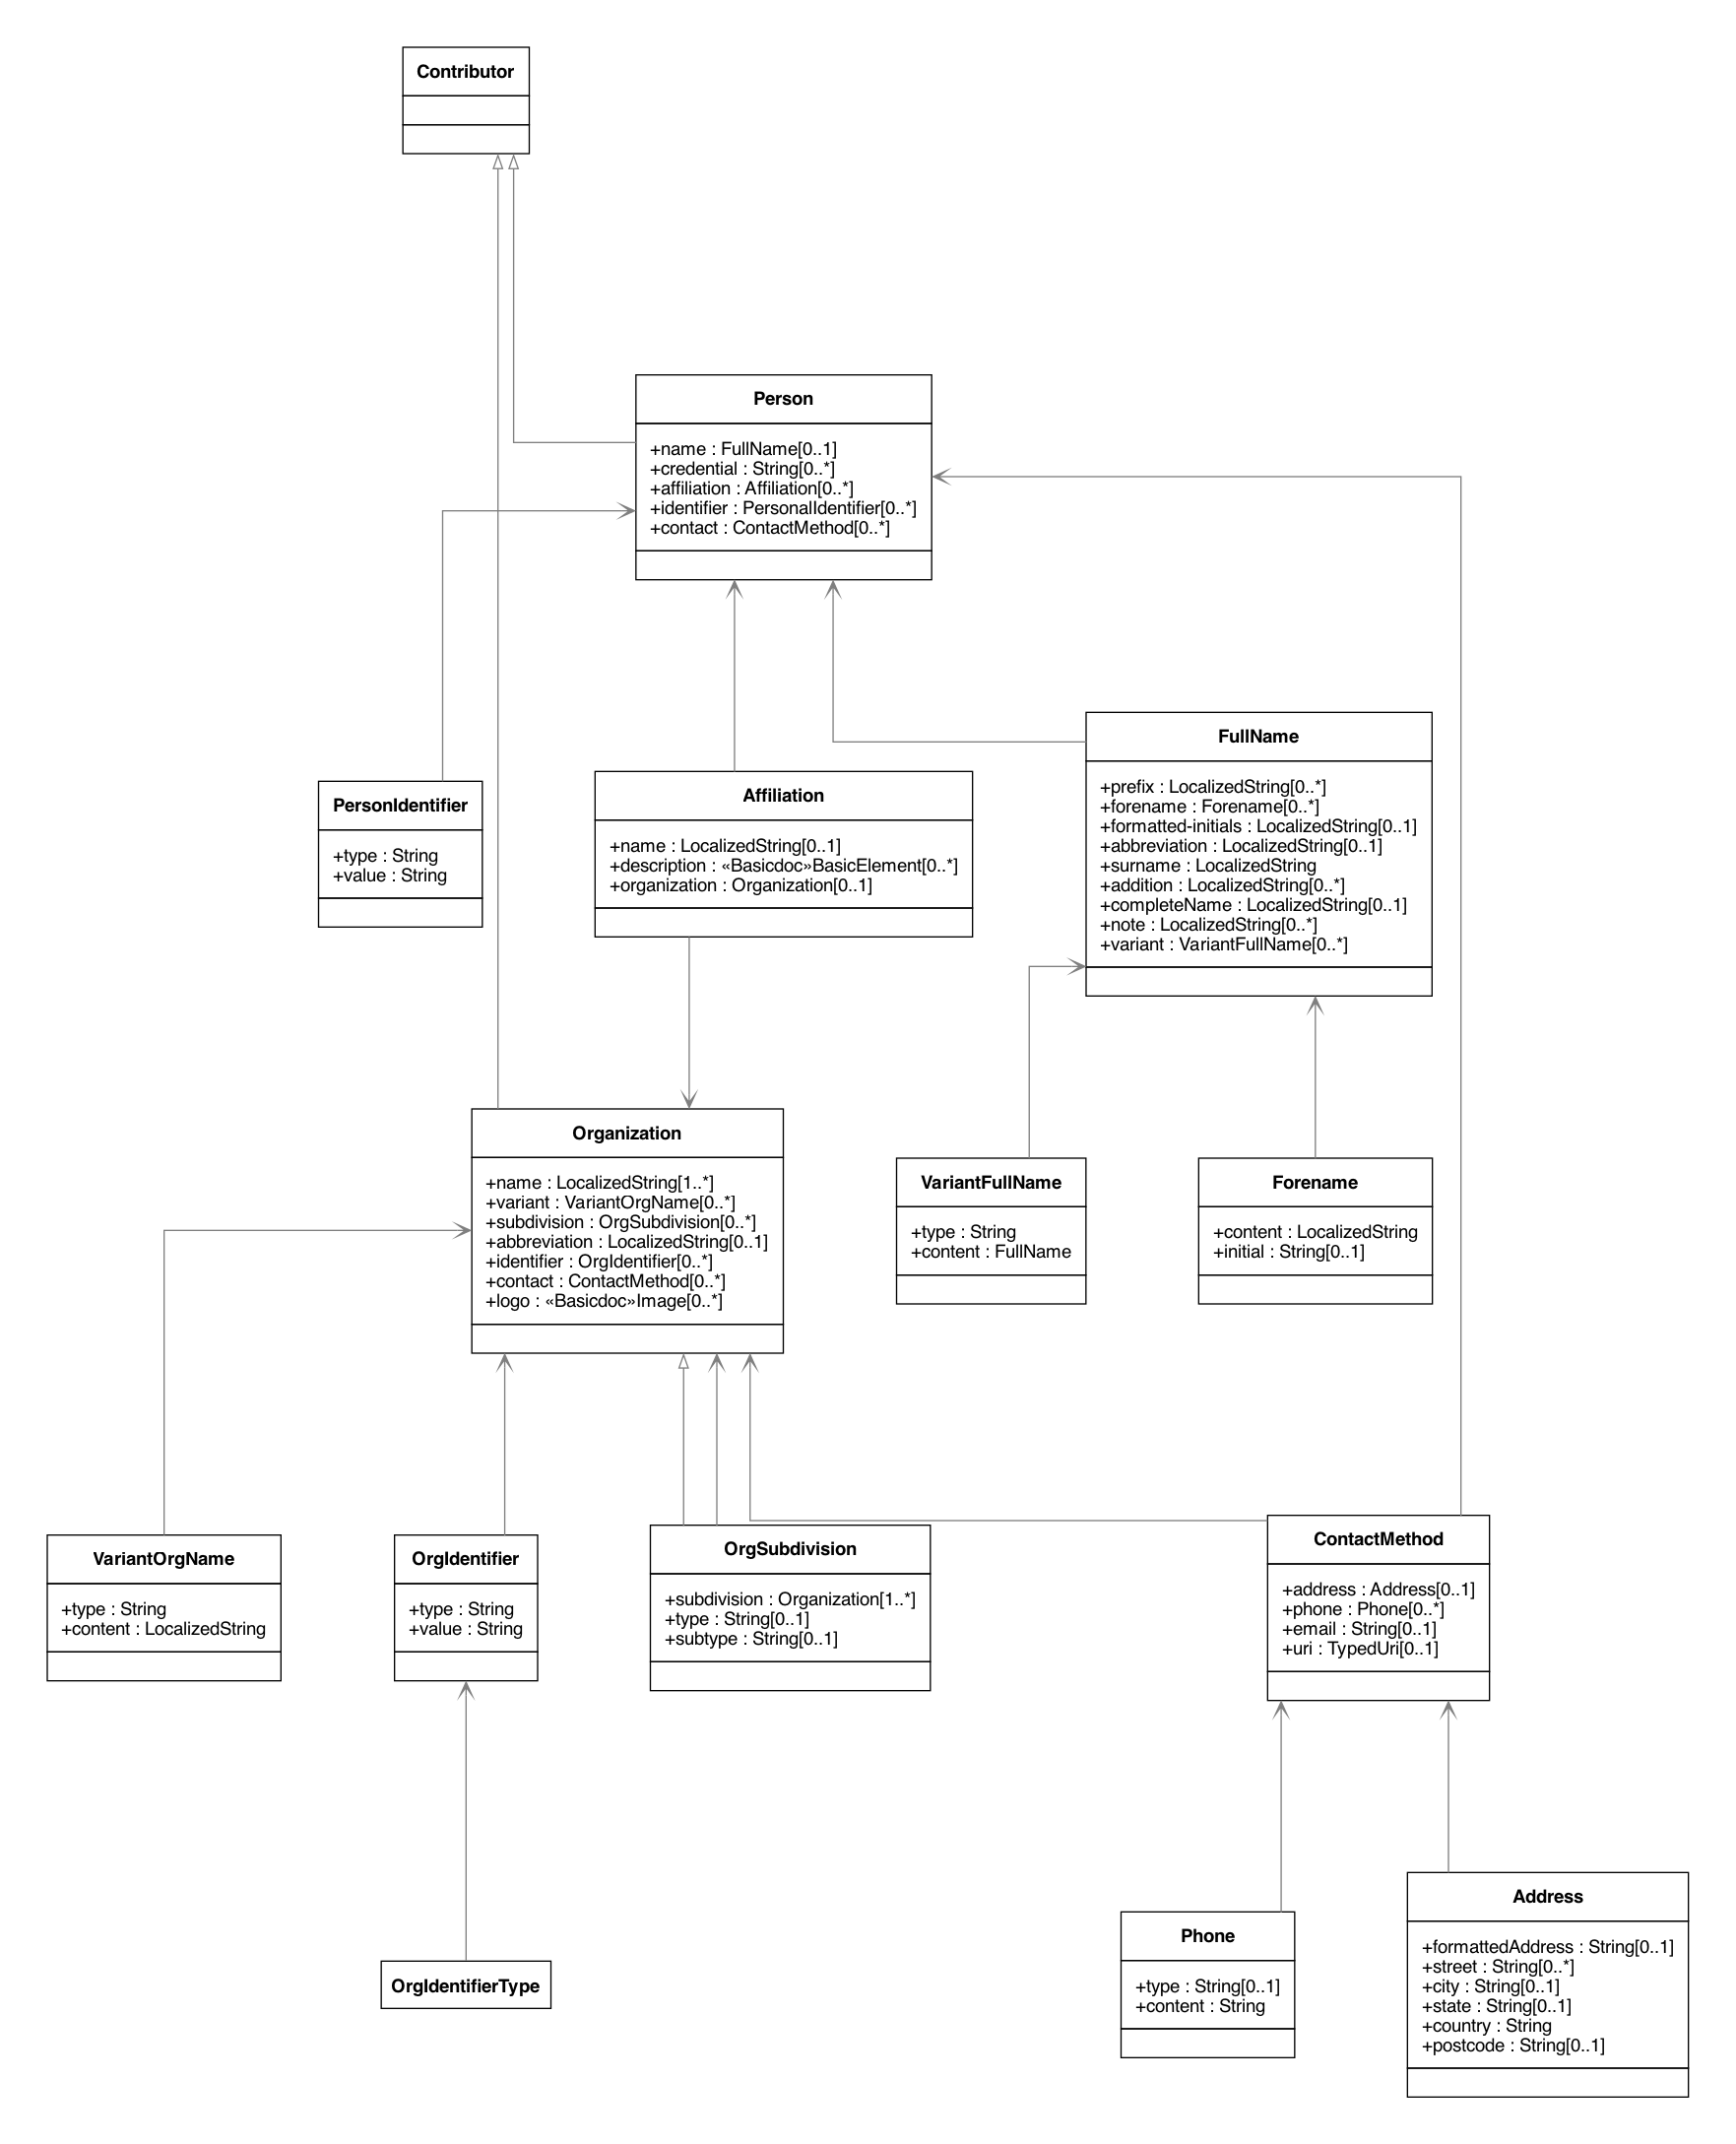 Contributor
Person
+name : FullName[0..1]
+credential : String[0..*]
+affiliation : Affiliation[0..*]
+identifier : PersonalIdentifier[0..*]
+contact : ContactMethod[0..*]
FullName
+prefix : LocalizedString[0..*]
+forename : Forename[0..*]
+formatted-initials : LocalizedString[0..1]
+abbreviation : LocalizedString[0..1]
+surname : LocalizedString
+addition : LocalizedString[0..*]
+completeName : LocalizedString[0..1]
+note : LocalizedString[0..*]
+variant : VariantFullName[0..*]
PersonIdentifier
+type : String
+value : String
Affiliation
+name : LocalizedString[0..1]
+description : «Basicdoc»BasicElement[0..*]
+organization : Organization[0..1]
Organization
+name : LocalizedString[1..*]
+variant : VariantOrgName[0..*]
+subdivision : OrgSubdivision[0..*]
+abbreviation : LocalizedString[0..1]
+identifier : OrgIdentifier[0..*]
+contact : ContactMethod[0..*]
+logo : «Basicdoc»Image[0..*]
VariantFullName
+type : String
+content : FullName
Forename
+content : LocalizedString
+initial : String[0..1]
VariantOrgName
+type : String
+content : LocalizedString
OrgIdentifier
+type : String
+value : String
OrgSubdivision
+subdivision : Organization[1..*]
+type : String[0..1]
+subtype : String[0..1]
ContactMethod
+address : Address[0..1]
+phone : Phone[0..*]
+email : String[0..1]
+uri : TypedUri[0..1]
OrgIdentifierType
Phone
+type : String[0..1]
+content : String
Address
+formattedAddress : String[0..1]
+street : String[0..*]
+city : String[0..1]
+state : String[0..1]
+country : String
+postcode : String[0..1]